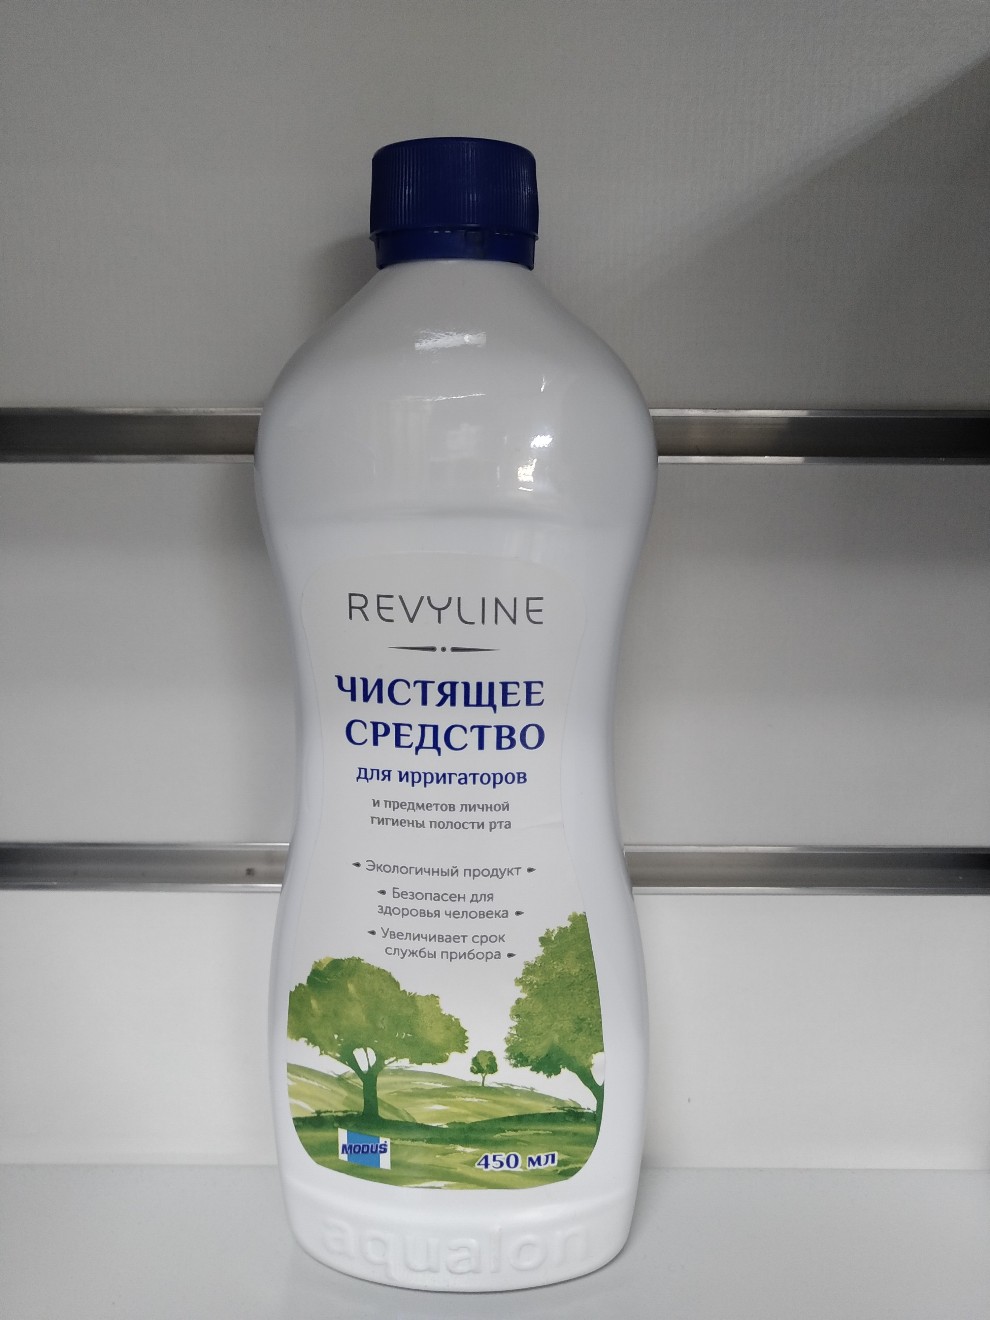 REVYLINE
ЧИСТЯЩЕЕ
СРЕДСТВО
для ирригаторов
и предметов личной
гигиены полости рта
Экологичный продукт
Безопасен для
здоровья человека
Увеличивает срок
службы прибора
MODUS
450 мл
aqualon